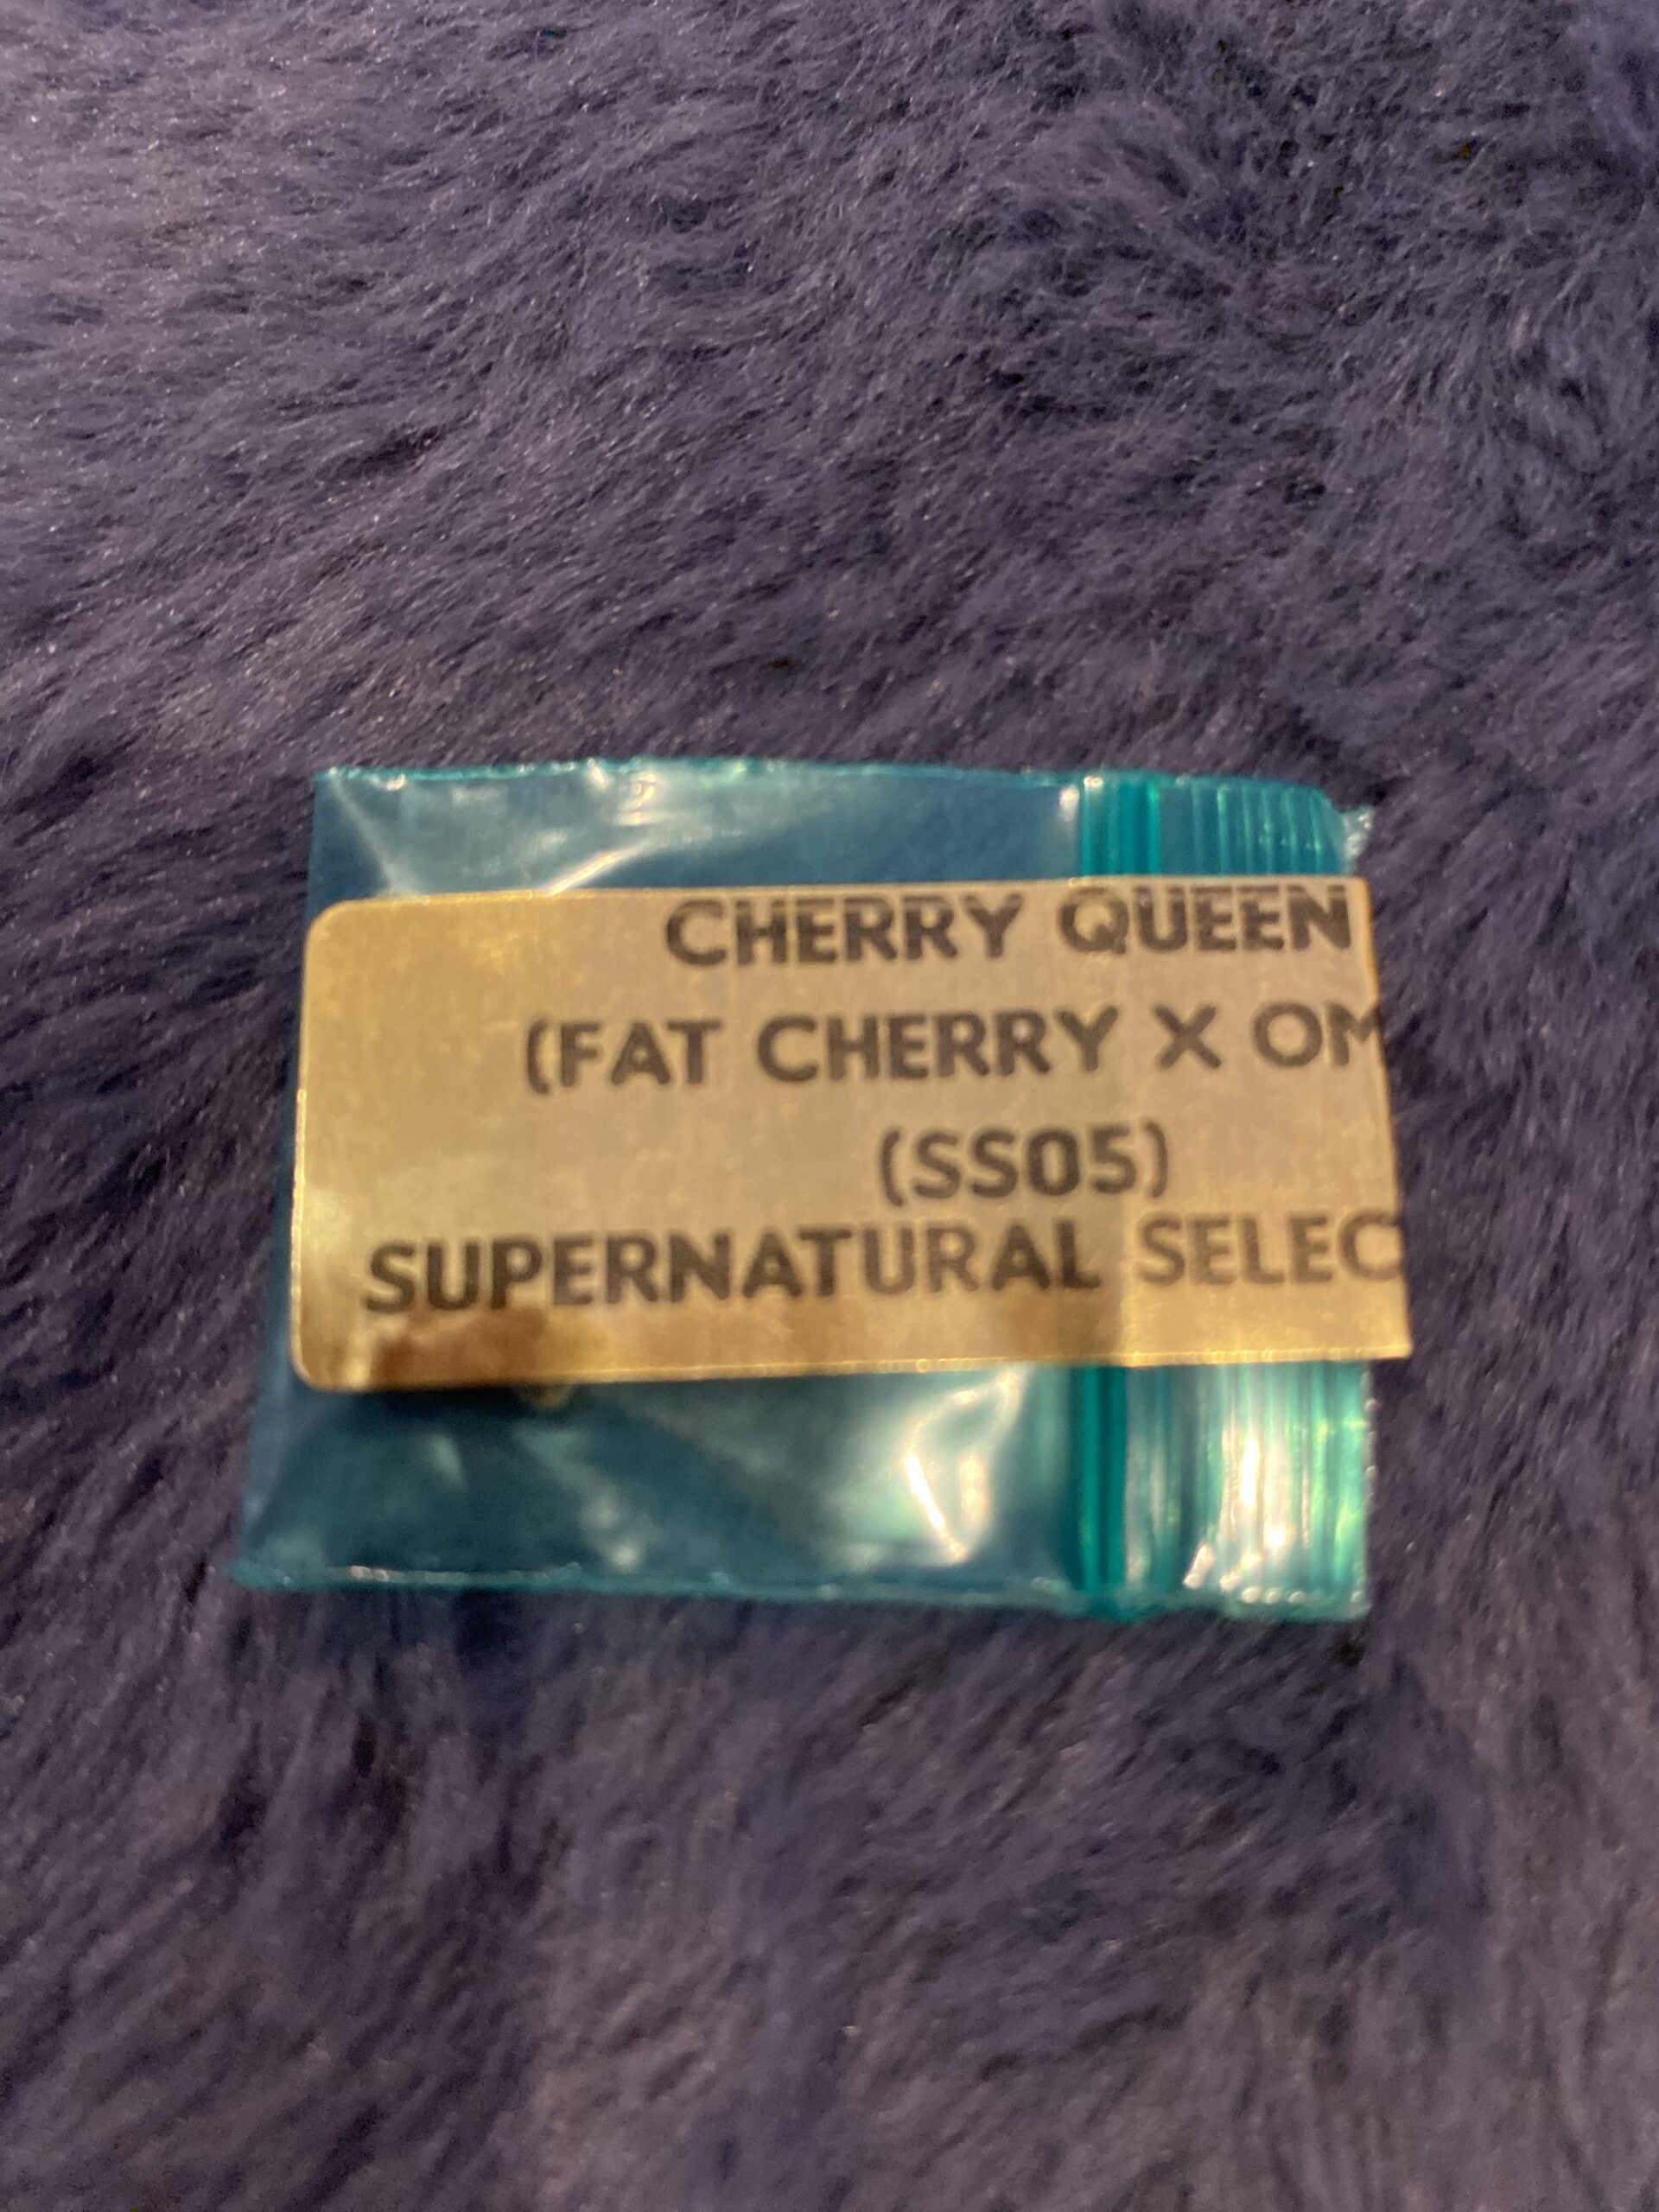 CHERRY QUEEN
(FAT CHERRY X OM
(SS05)
SUPERNATURAL SELEC